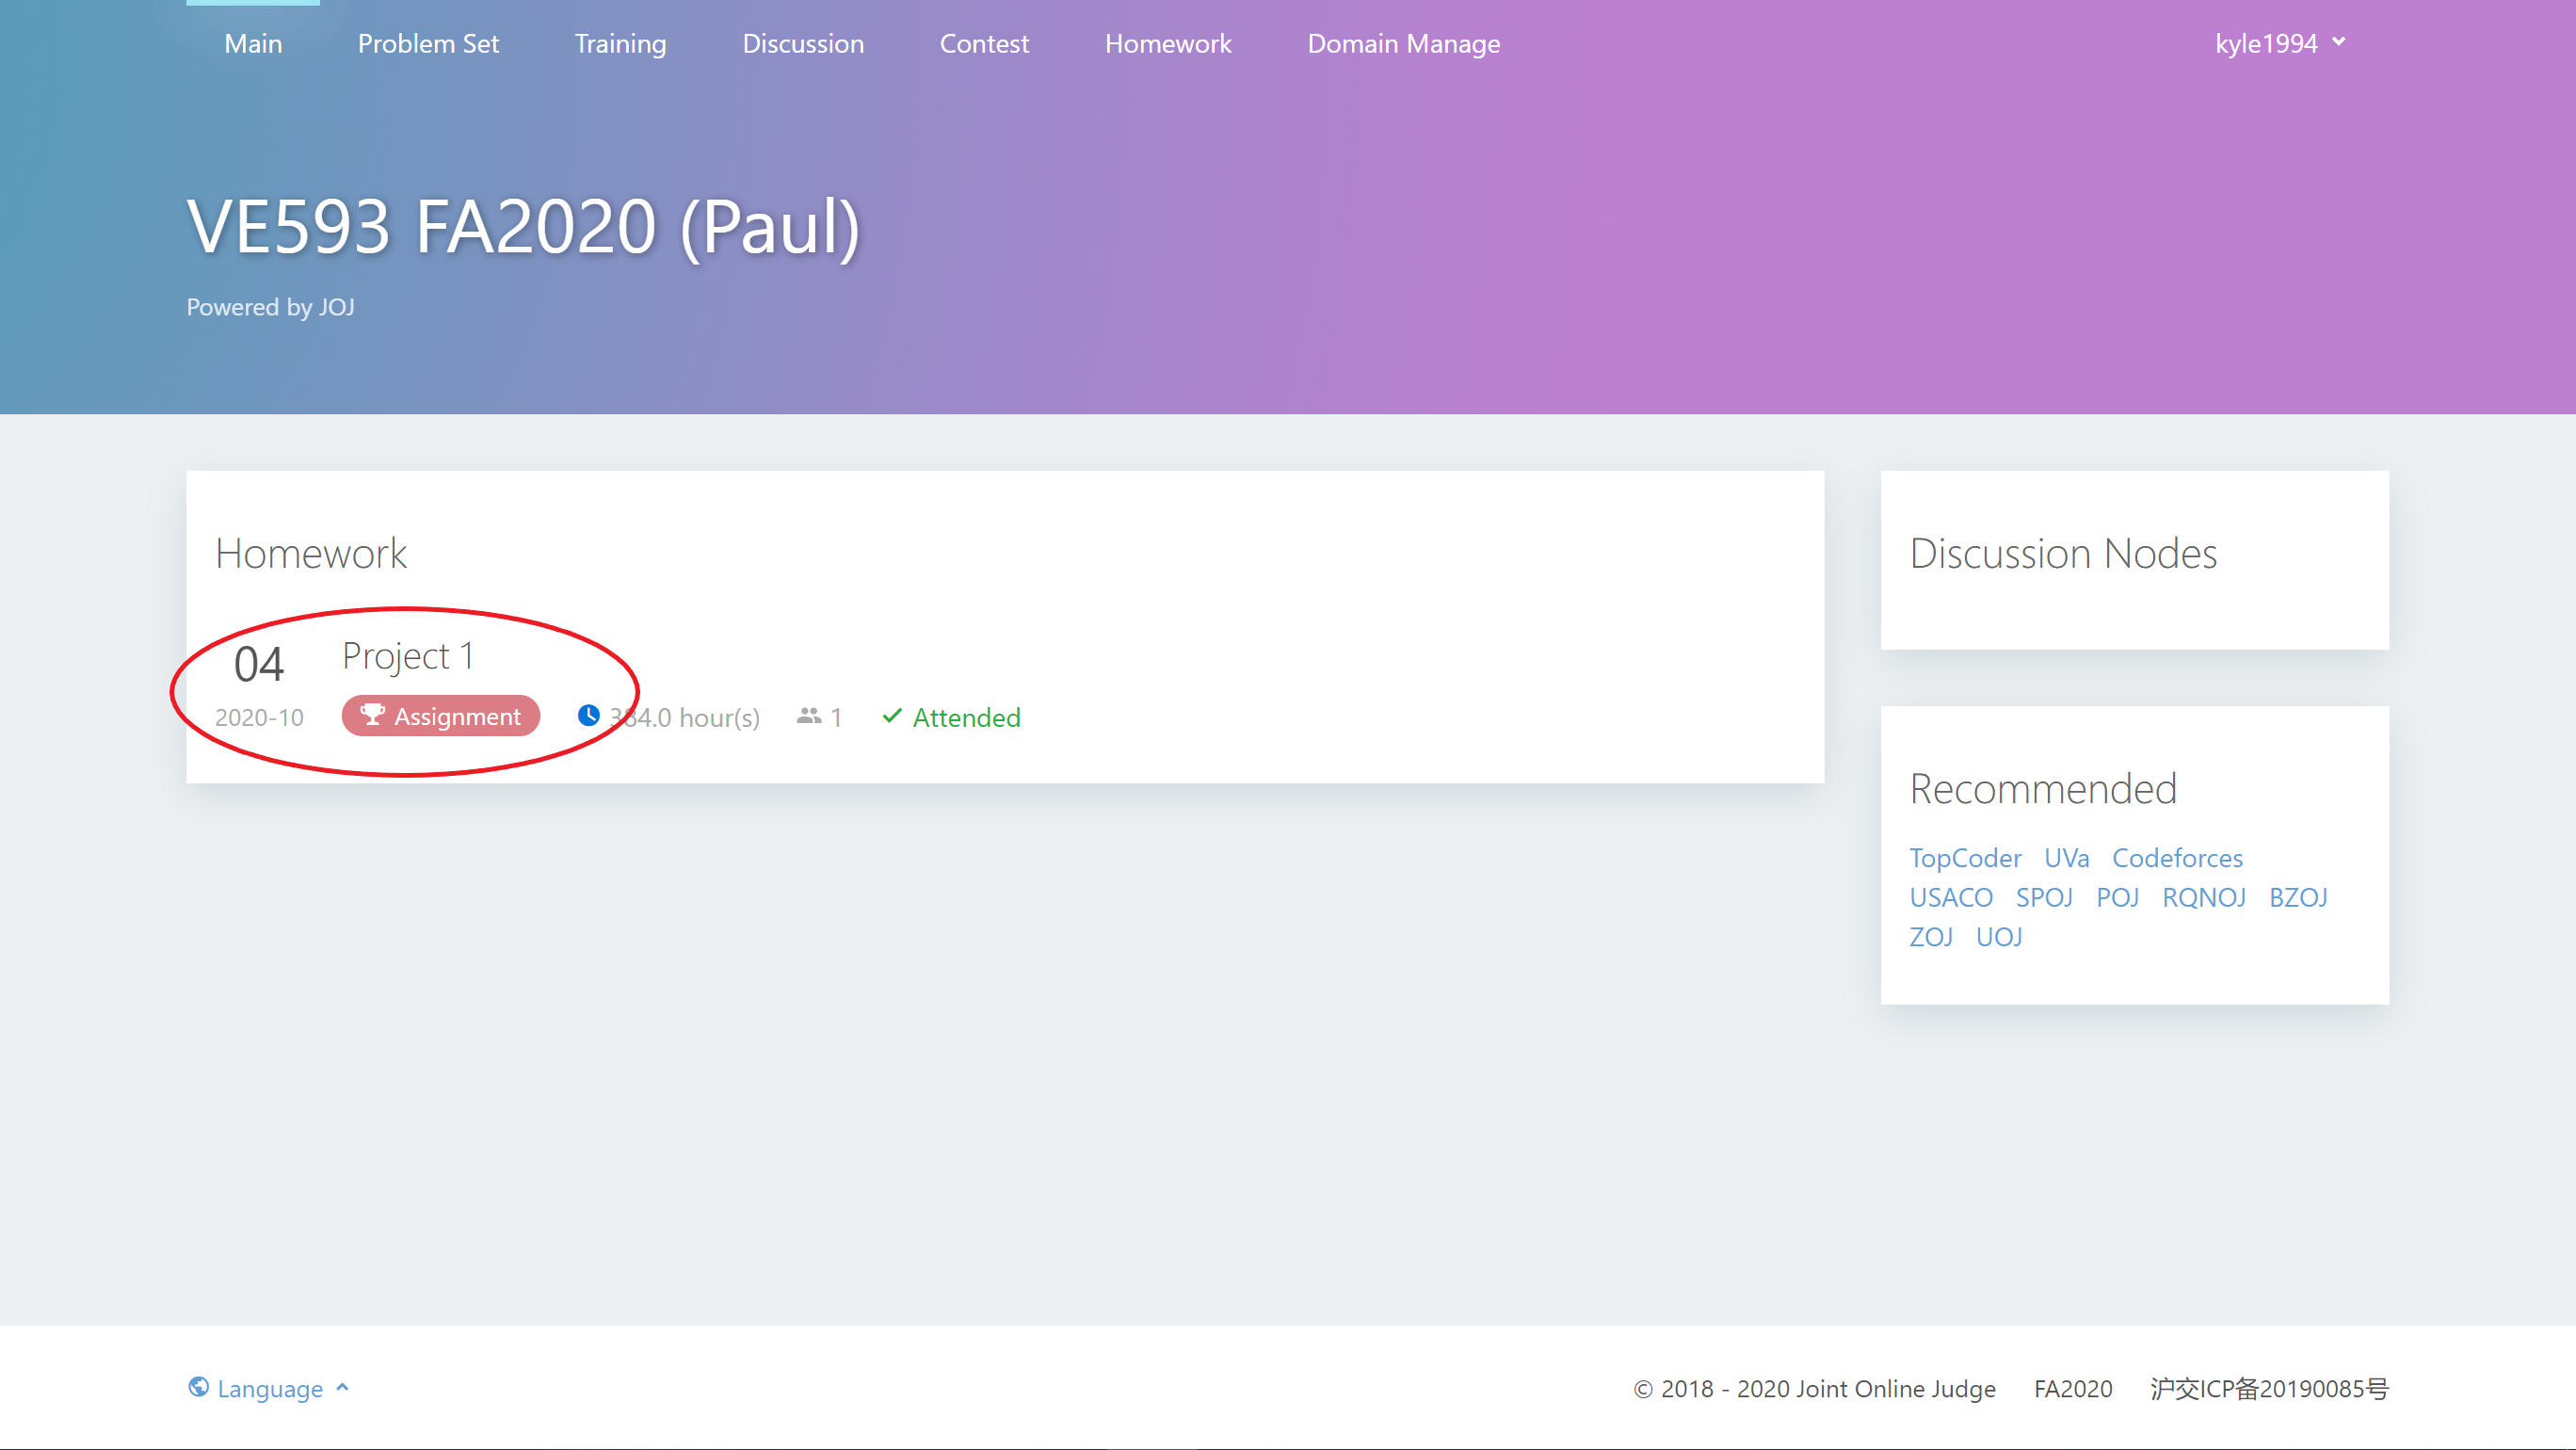 Main Problem Set Training Discussion Contest Homework Domain Manage kyle1994
VE593 FA2020 (Paul)
Powered by JOJ
Homework
04
2020-10
Project 1
Assignment 384.0 hour(s) 1 Attended
Discussion Nodes
Recommended
TopCoder UVa Codeforces
USACO SPOJ POJ RQNOJ BZOJ
ZOJ UOJ
Language
© 2018 - 2020 Joint Online Judge FA2020 沪交ICP备20190085号